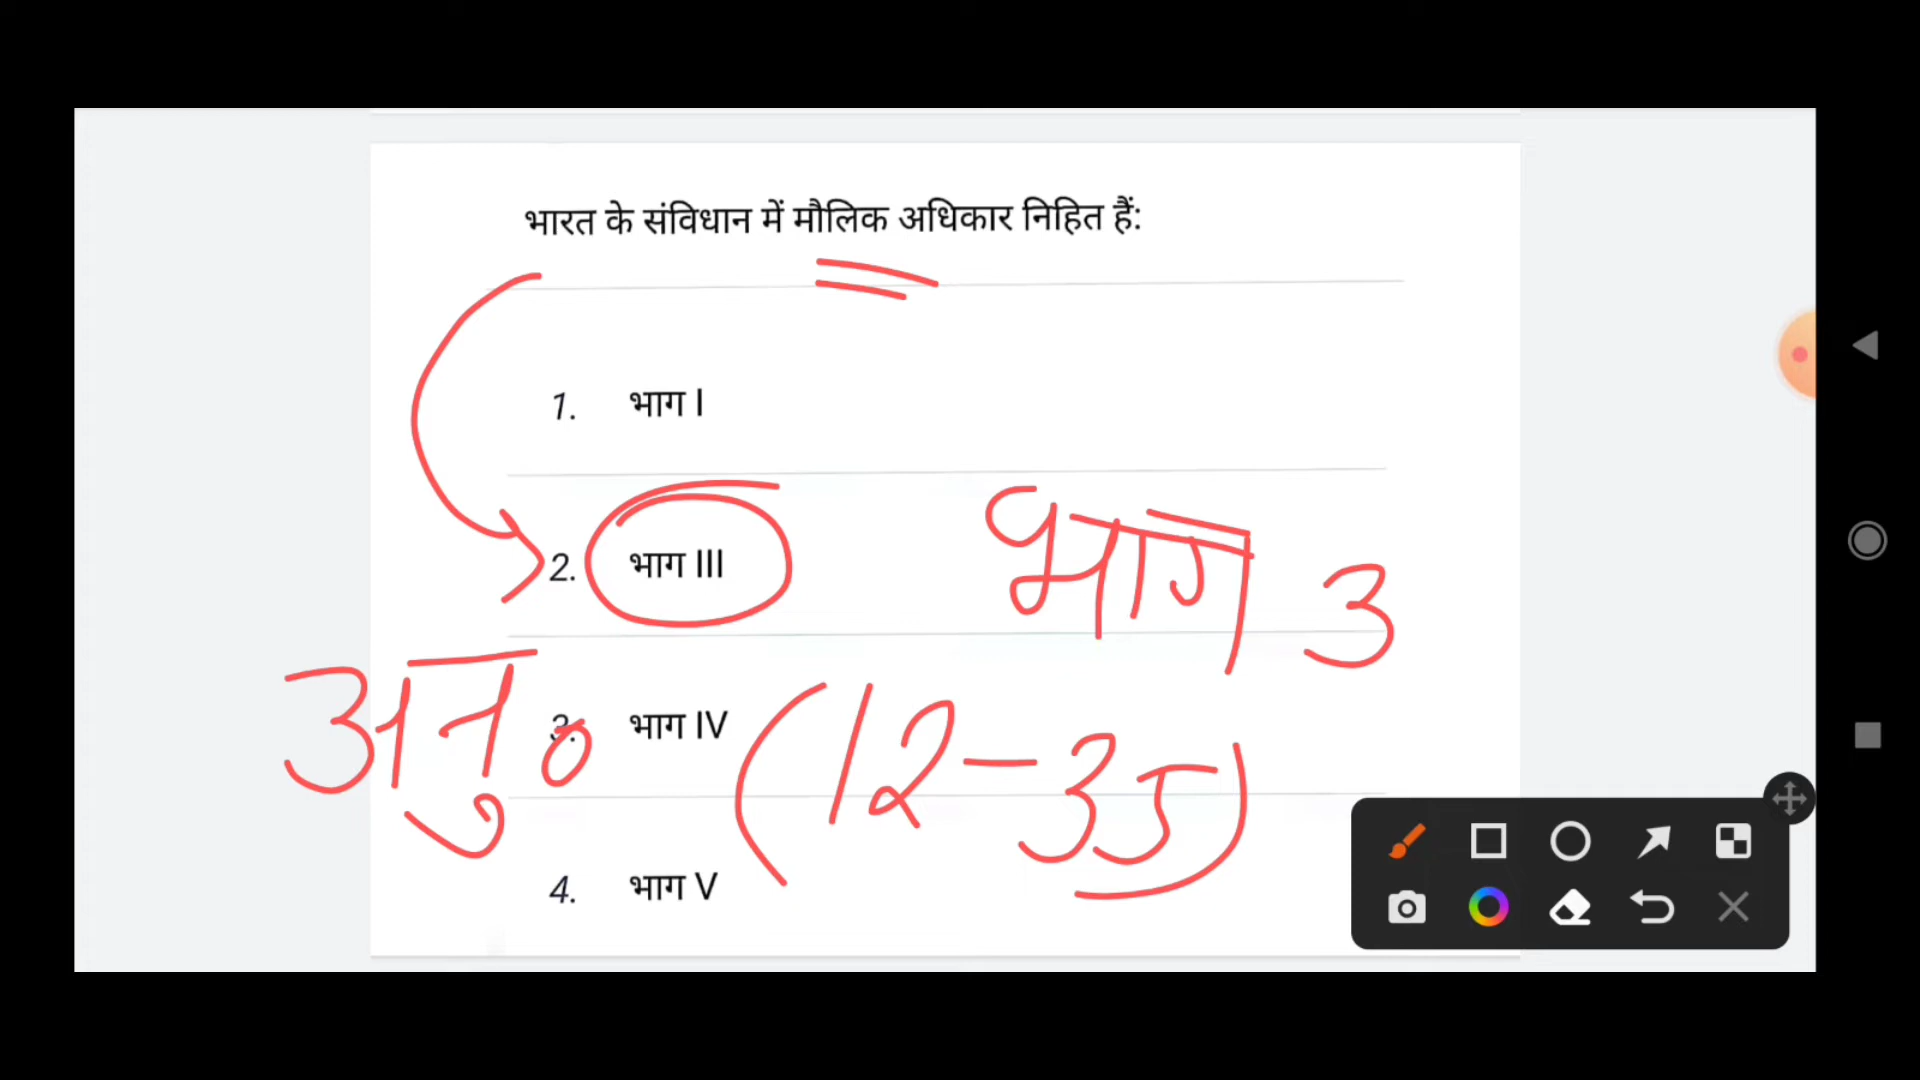 भारत के संविधान में मौलिक अधिकार निहित हैं:
1. भाग I
2. भाग III
भाग 3
अनु०
3. भाग IV
(12-35)
4. भाग V